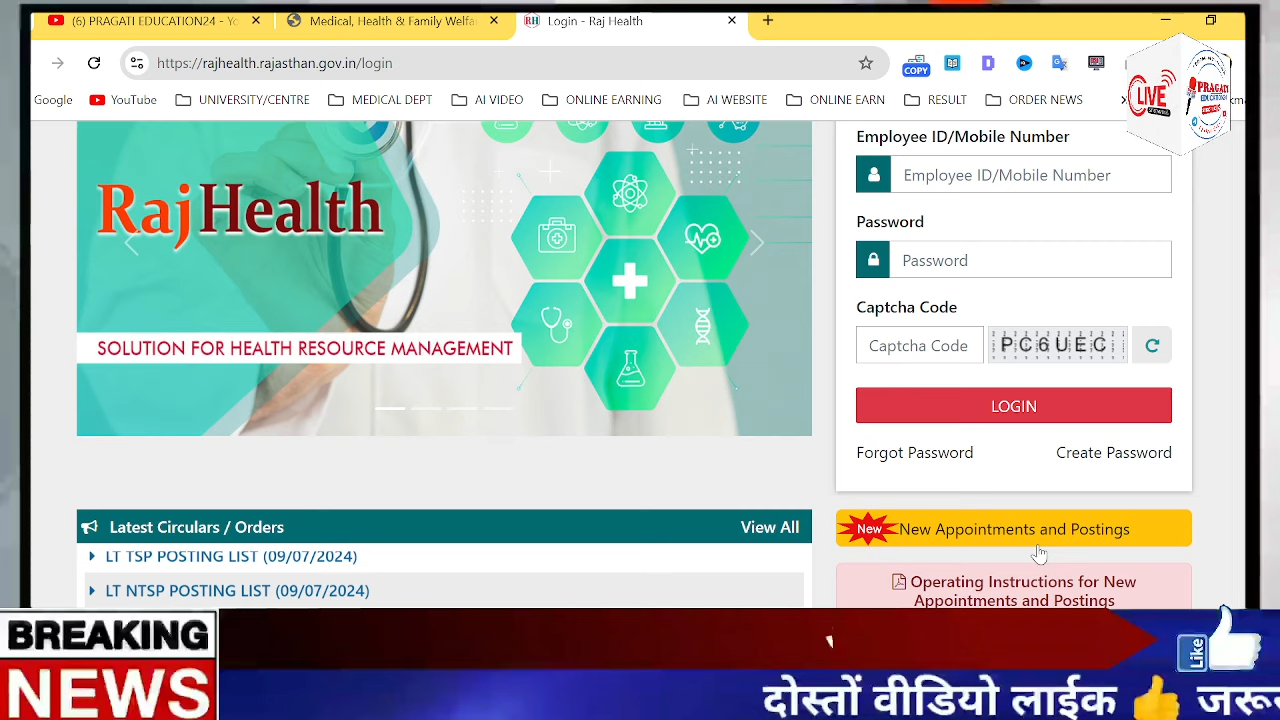 (6) PRAGATI EDUCATION24 - Yo
Medical, Health & Family Welfa
Login - Raj Health
https://rajhealth.rajasthan.gov.in/login
COPY
Google
YouTube
UNIVERSITY/CENTRE
MEDICAL DEPT
ONLINE EARNING
AI WEBSITE
ONLINE EARN
ORDER NEWS
LIVE
PRAGATI
RajHealth
SOLUTION FOR HEALTH RESOURCE MANAGEMENT
Employee ID/Mobile Number
Employee ID/Mobile Number
Password
Password
Captcha Code
Captcha Code
PC6UEC
LOGIN
Forgot Password
Create Password
Latest Circulars / Orders
View All
LT TSP POSTING LIST (09/07/2024)
LT NTSP POSTING LIST (09/07/2024)
New
New Appointments and Postings
Operating Instructions for New
Appointments and Postings
BREAKING
NEWS
Like
दोस्तों वीडियो लाईक 👍 जरू